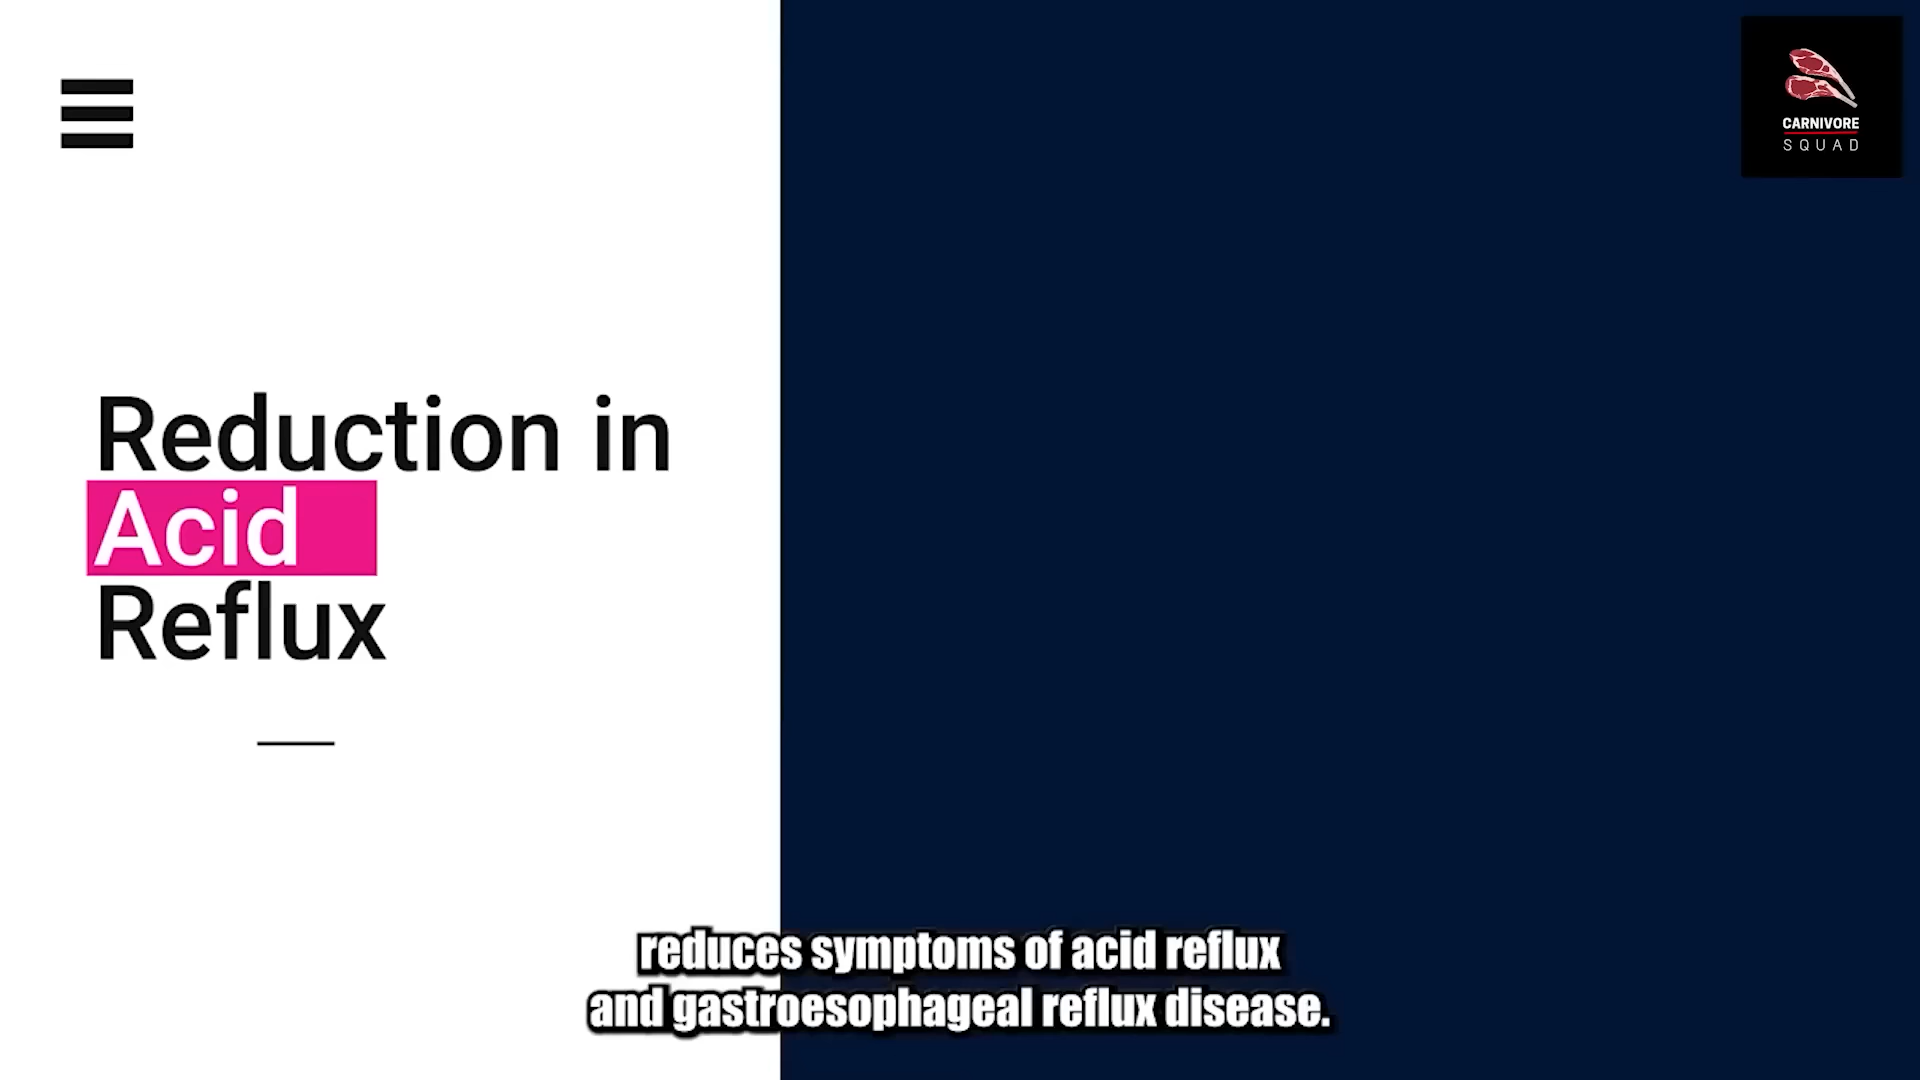 CARNIVORE
SQUAD
Reduction in
Acid
Reflux
reduces symptoms of acid reflux
and gastroesophageal reflux disease.